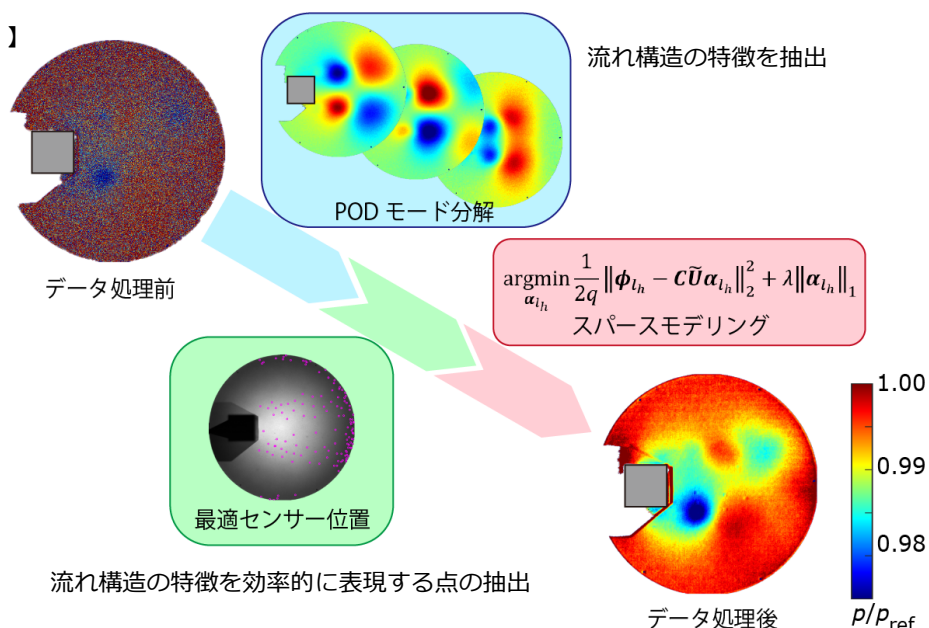 】
流れ構造の特徴を抽出
POD モード分解
データ処理前
argmin 1/2q ‖ϕ_{l_h} − CŨα_{l_h}‖₂² + λ‖α_{l_h}‖₁
α_{l_h}
スパースモデリング
最適センサー位置
流れ構造の特徴を効率的に表現する点の抽出
1.00
0.99
0.98
p/p_ref
データ処理後